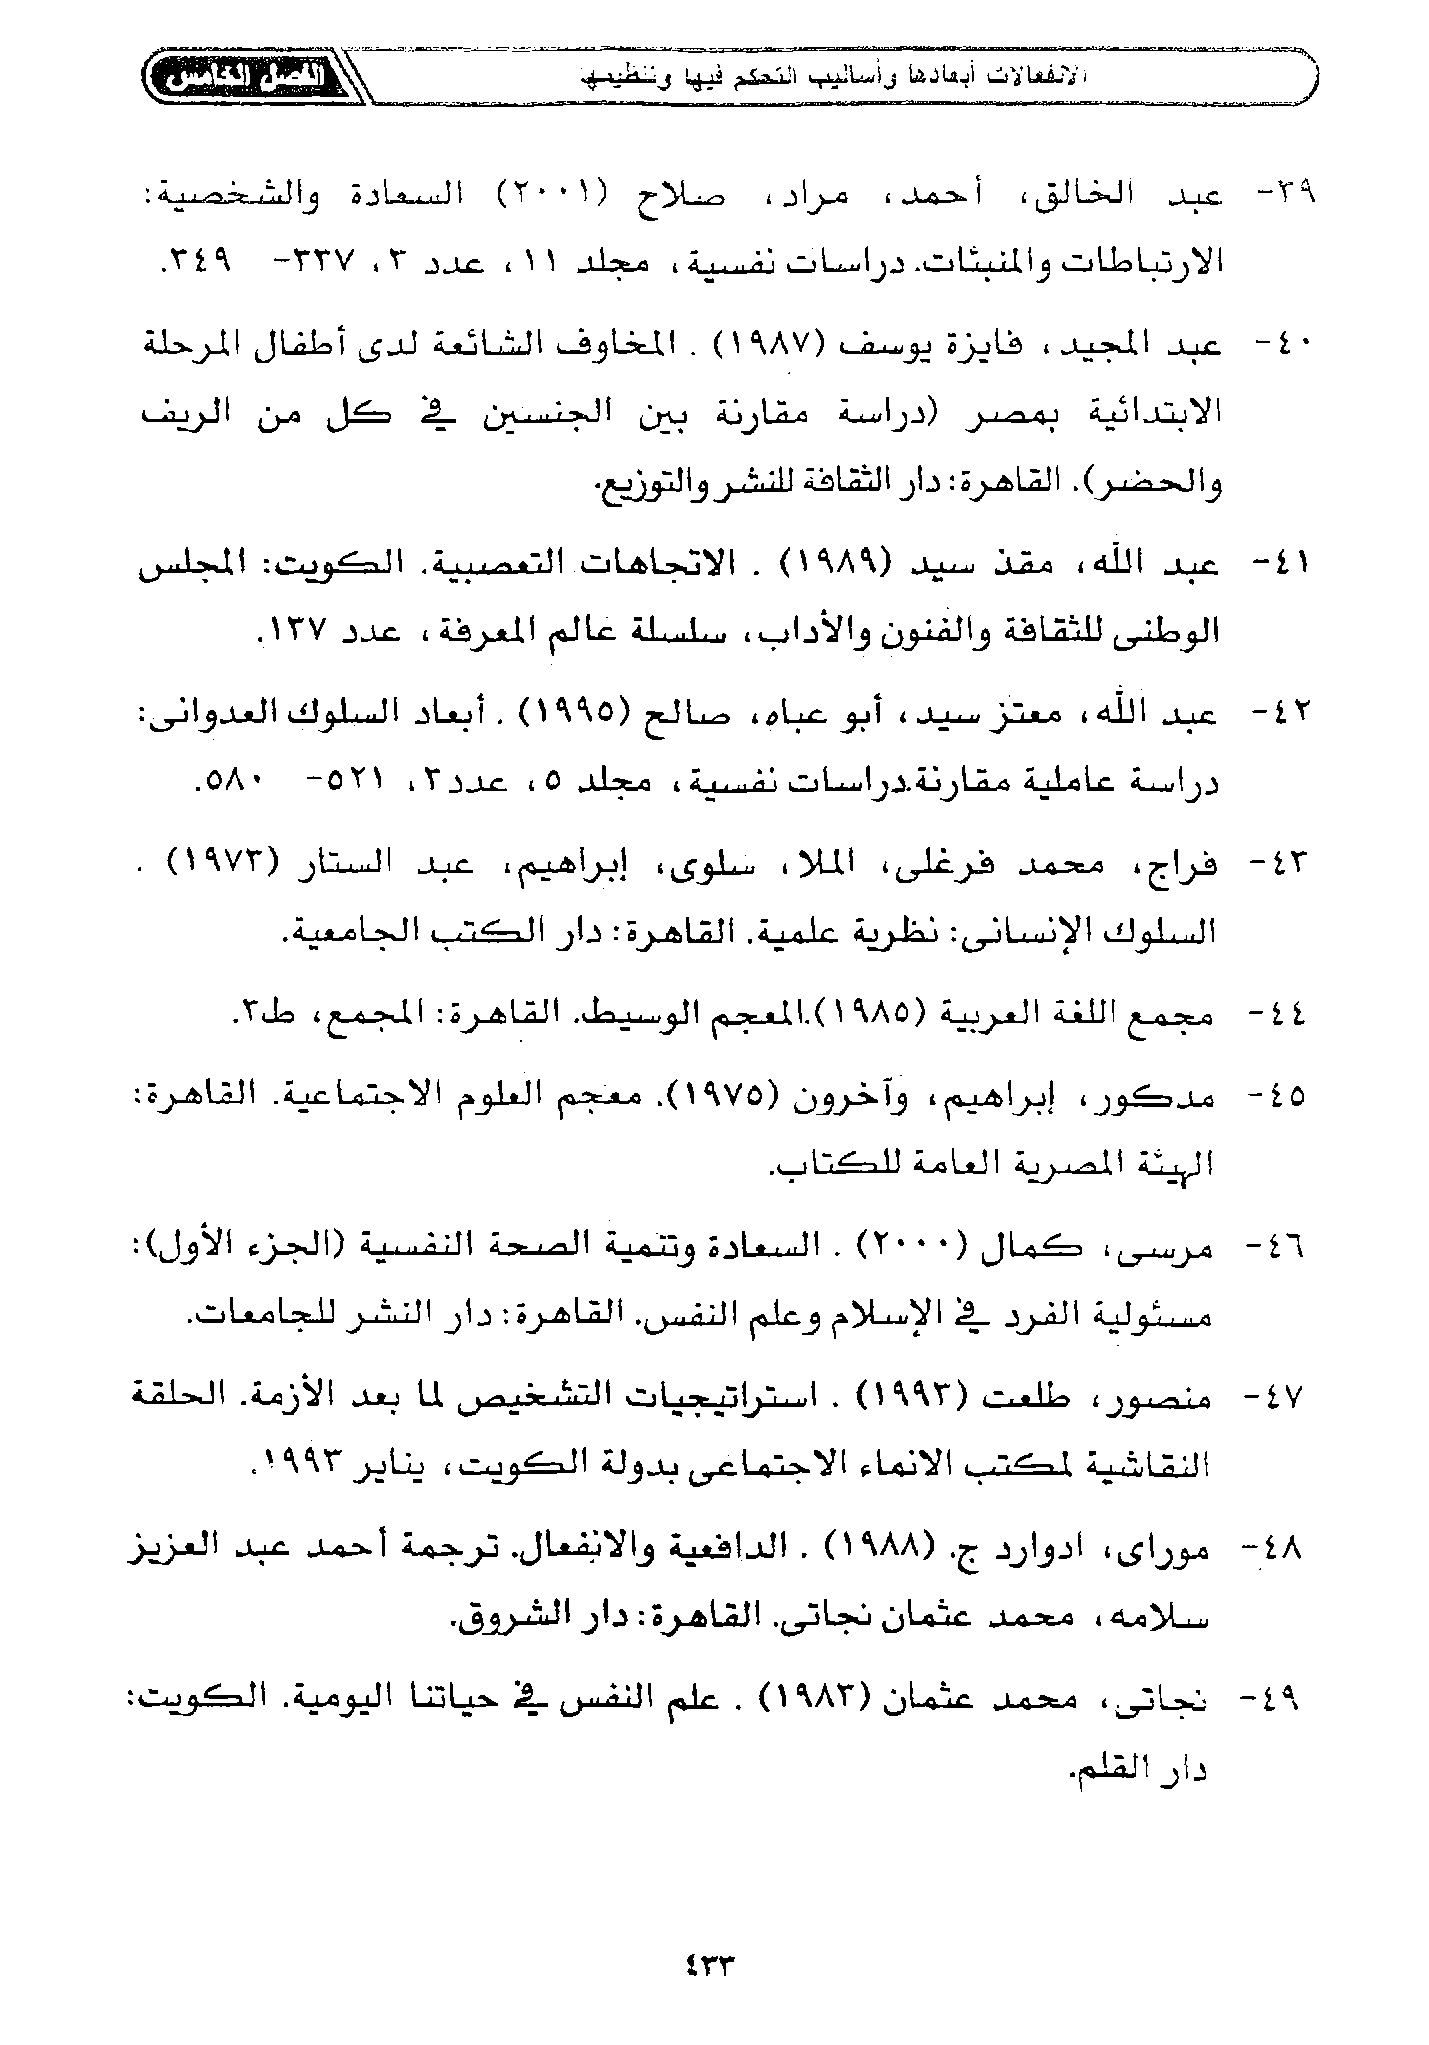 الفصل الخامس
الانفعالات أبعادها وأساليب التحكم فيها وتنظيمها
٣٩- عبد الخالق، أحمد، مراد، صلاح (٢٠٠١) السعادة والشخصية:
الارتباطات والمنبئات. دراسات نفسية، مجلد ١١، عدد ٣، ٣٣٧- ٣٤٩.
٤٠- عبد المجيد، فايزة يوسف (١٩٨٧) . المخاوف الشائعة لدى أطفال المرحلة
الابتدائية بمصر (دراسة مقارنة بين الجنسين في كل من الريف
والحضر). القاهرة: دار الثقافة للنشر والتوزيع.
٤١- عبد الله، مقذ سيد (١٩٨٩) . الاتجاهات التعصبية. الكويت: المجلس
الوطنى للثقافة والفنون والأداب، سلسلة عالم المعرفة، عدد ١٣٧.
٤٢- عبد الله، معتز سيد، أبو عباه، صالح (١٩٩٥) . أبعاد السلوك العدوانى:
دراسة عاملية مقارنة.دراسات نفسية، مجلد ٥، عدد٣، ٥٢١- ٥٨٠.
٤٣- فراج، محمد فرغلى، الملا، سلوى، إبراهيم، عبد الستار (١٩٧٣) .
السلوك الإنسانى: نظرية علمية. القاهرة: دار الكتب الجامعية.
٤٤- مجمع اللغة العربية (١٩٨٥).المعجم الوسيط. القاهرة: المجمع، ط٣.
٤٥- مدكور، إبراهيم، وآخرون (١٩٧٥). معجم العلوم الاجتماعية. القاهرة:
الهيئة المصرية العامة للكتاب.
٤٦- مرسى، كمال (٢٠٠٠) . السعادة وتنمية الصحة النفسية (الجزء الأول):
مسئولية الفرد في الإسلام وعلم النفس. القاهرة: دار النشر للجامعات.
٤٧- منصور، طلعت (١٩٩٣) . استراتيجيات التشخيص لما بعد الأزمة. الحلقة
النقاشية لمكتب الانماء الاجتماعى بدولة الكويت، يناير ١٩٩٣.
٤٨- موراى، ادوارد ج. (١٩٨٨) . الدافعية والانفعال. ترجمة أحمد عبد العزيز
سلامه، محمد عثمان نجاتى. القاهرة: دار الشروق.
٤٩- نجاتى، محمد عثمان (١٩٨٣) . علم النفس في حياتنا اليومية. الكويت:
دار القلم.
٤٣٣